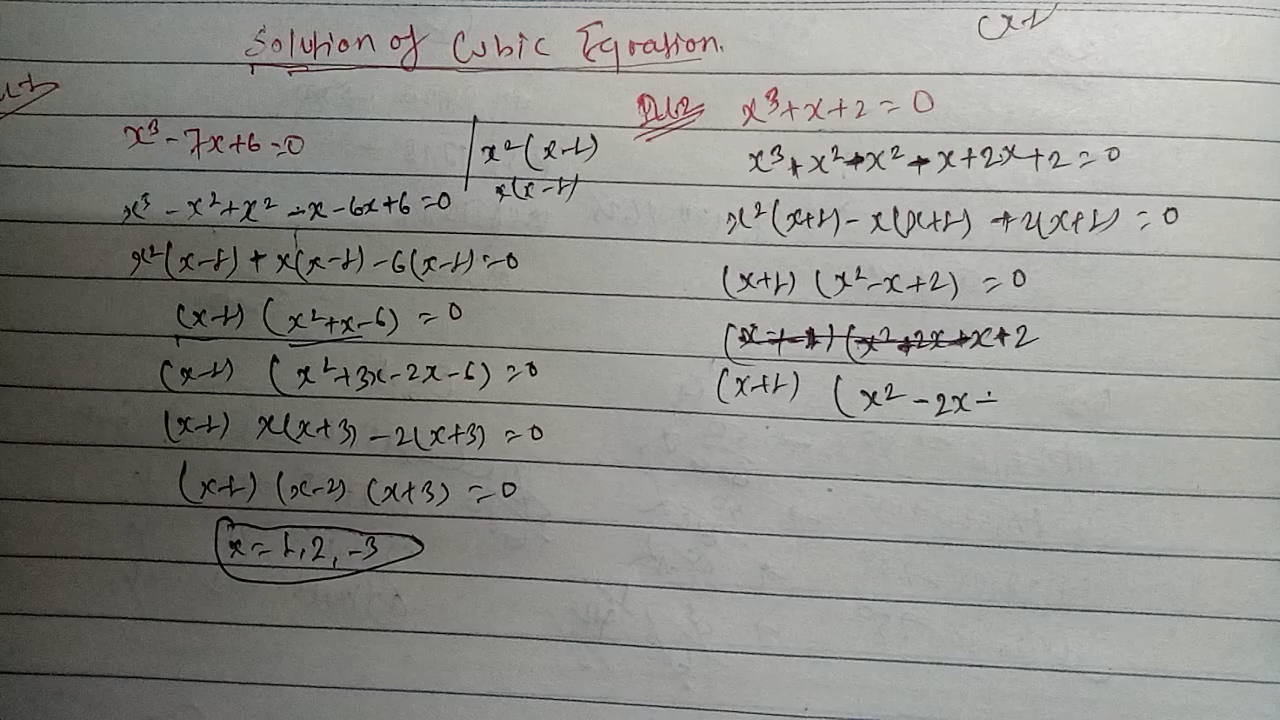 Solution of Cubic Equation.
x³ - 7x + 6 = 0
x²(x-1)
x(x-1)
x³ - x² + x² - x - 6x + 6 = 0
x²(x-1) + x(x-1) - 6(x-1) = 0
(x-1) (x²+x-6) = 0
(x-1) (x²+3x-2x-6) = 0
(x-1) x(x+3) - 2(x+3) = 0
(x-1) (x-2) (x+3) = 0
x = 1, 2, -3
x³ + x + 2 = 0
x³ + x² - x² - x + 2x + 2 = 0
x²(x+1) - x(x+1) + 2(x+1) = 0
(x+1) (x²-x+2) = 0
x+2
(x+1) (x² - 2x